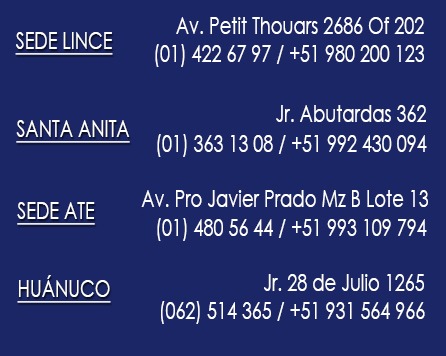 SEDE LINCE
Av. Petit Thouars 2686 Of 202
(01) 422 67 97 / +51 980 200 123
SANTA ANITA
Jr. Abutardas 362
(01) 363 13 08 / +51 992 430 094
SEDE ATE
Av. Pro Javier Prado Mz B Lote 13
(01) 480 56 44 / +51 993 109 794
HUÁNUCO
Jr. 28 de Julio 1265
(062) 514 365 / +51 931 564 966